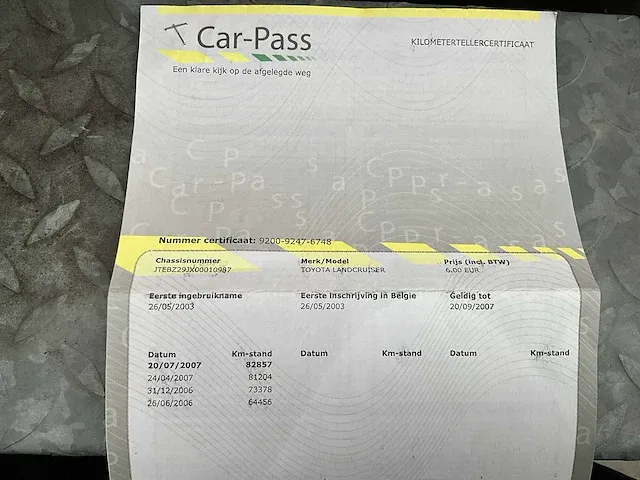 Car-Pass
KILOMETERTELLERCERTIFICAAT
Een klare kijk op de afgelegde weg
Nummer certificaat: 9200-9247-6748
Chassisnummer Merk/Model Prijs (incl. BTW)
JTEBZ29JX00010987 TOYOTA LANDCRUISER 6,00 EUR
Eerste ingebruikname Eerste inschrijving in Belgie Geldig tot
26/05/2003 26/05/2003 20/09/2007
Datum Km-stand Datum Km-stand Datum Km-stand
20/07/2007 82857
24/04/2007 81204
31/12/2006 73378
26/06/2006 64456